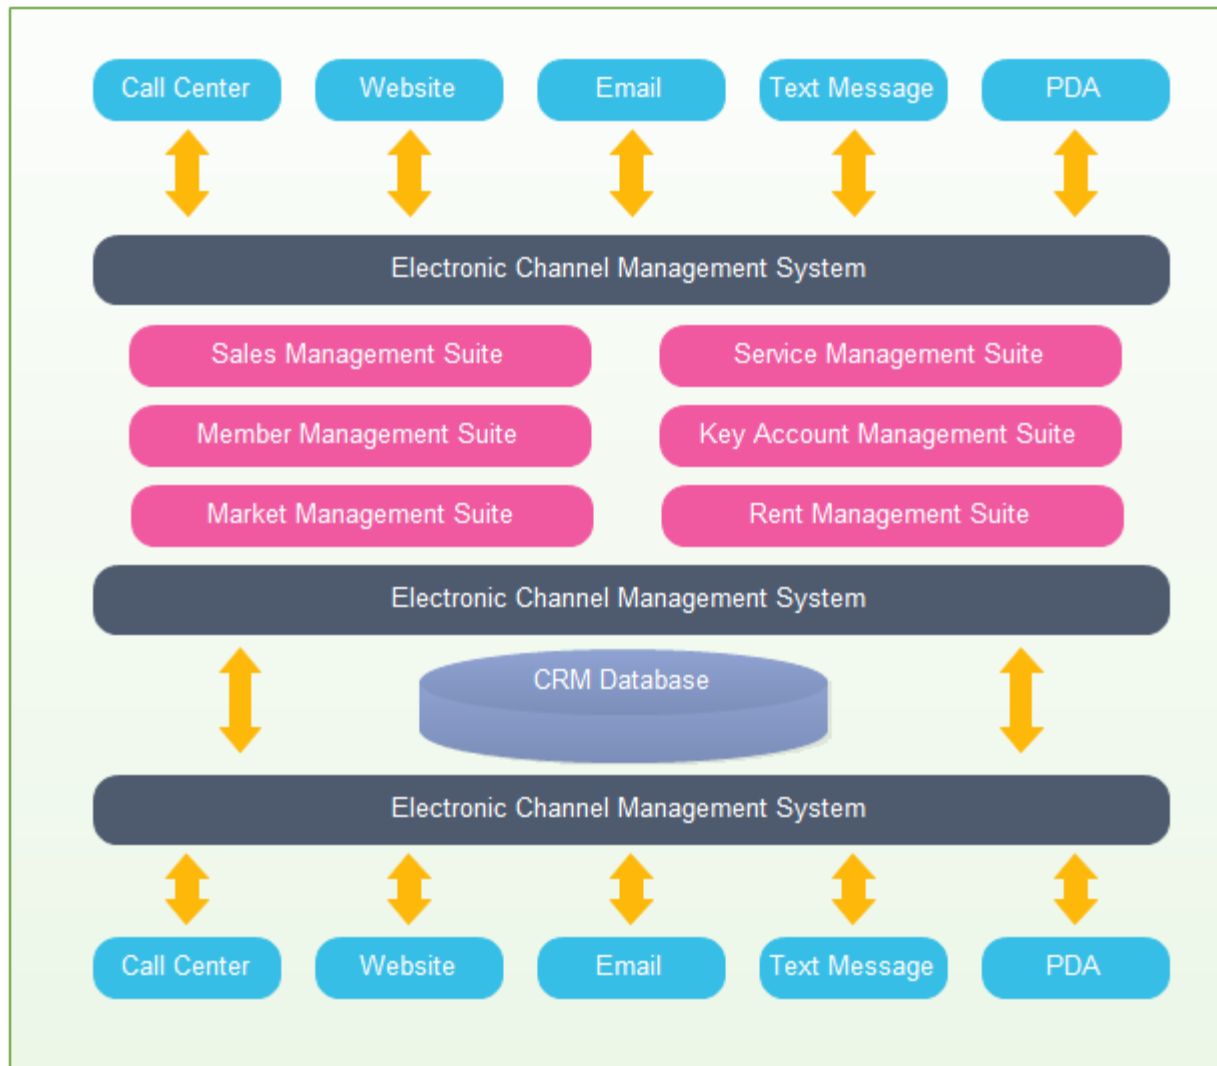 Call Center
Website
Email
Text Message
PDA
Electronic Channel Management System
Sales Management Suite
Service Management Suite
Member Management Suite
Key Account Management Suite
Market Management Suite
Rent Management Suite
Electronic Channel Management System
CRM Database
Electronic Channel Management System
Call Center
Website
Email
Text Message
PDA